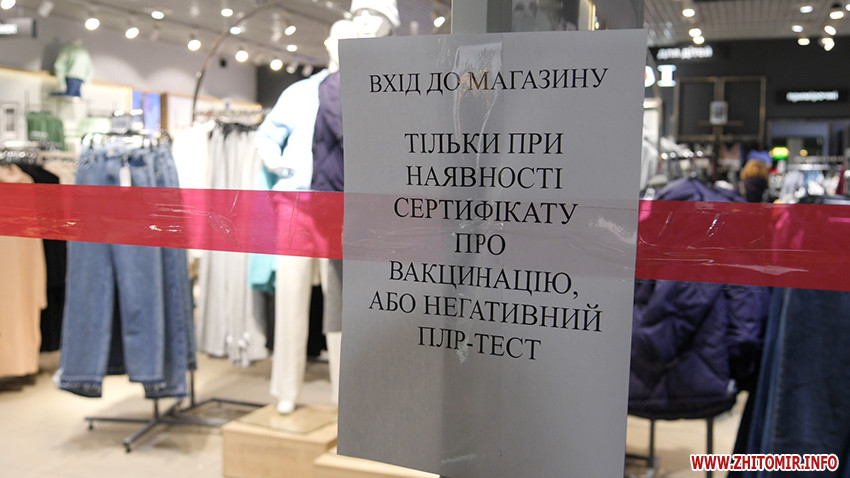 ВХІД ДО МАГАЗИНУ
ТІЛЬКИ ПРИ
НАЯВНОСТІ
СЕРТИФІКАТУ
ПРО
ВАКЦИНАЦІЮ,
АБО НЕГАТИВНИЙ
ПЛР-ТЕСТ
WWW.ZHITOMIR.INFO